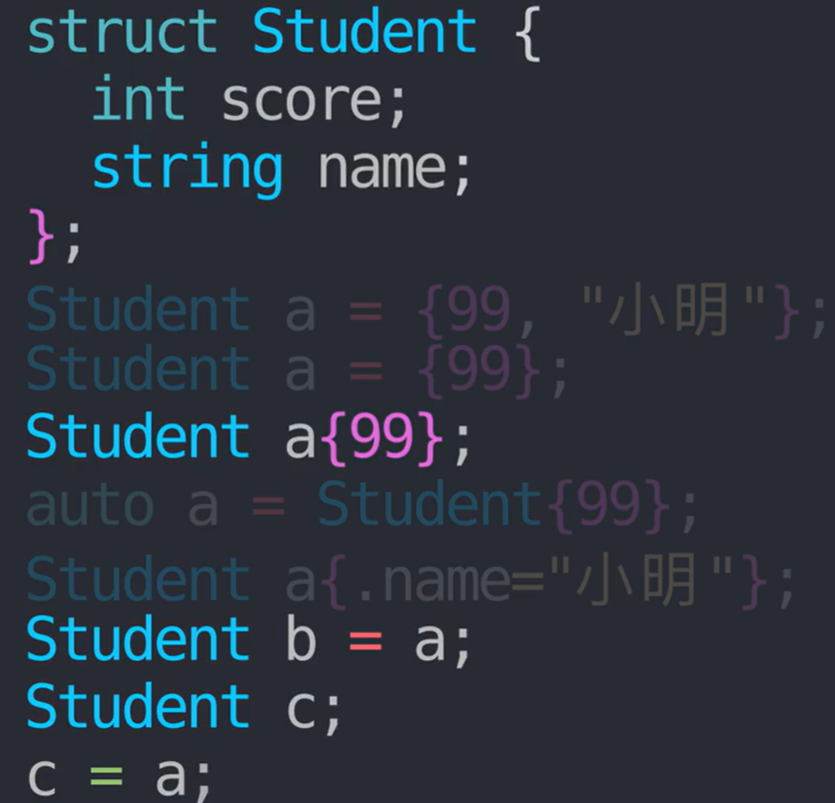 struct Student {
int score;
string name;
};
Student a = {99, "小明"};
Student a = {99};
Student a{99};
auto a = Student{99};
Student a{.name="小明"};
Student b = a;
Student c;
c = a;